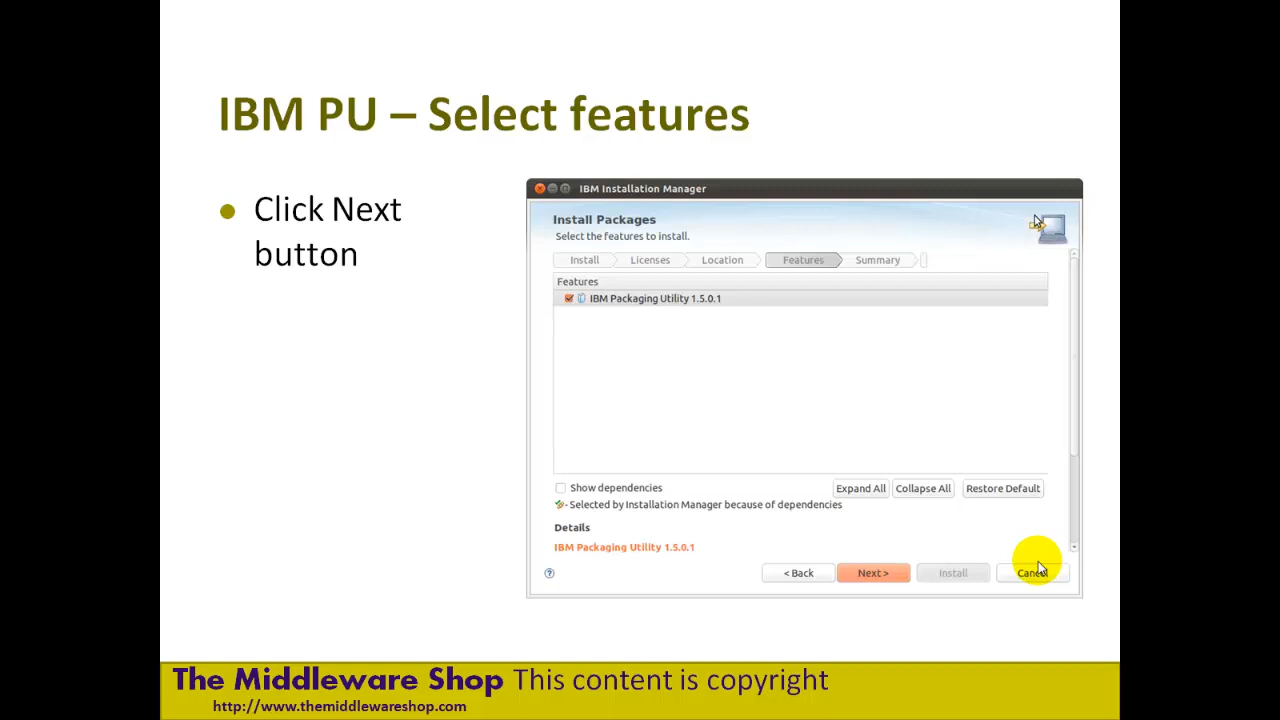 IBM PU – Select features
Click Next
button
IBM Installation Manager
Install Packages
Select the features to install.
Install Licenses Location Features Summary
Features
IBM Packaging Utility 1.5.0.1
Show dependencies Expand All Collapse All Restore Default
- Selected by Installation Manager because of dependencies
Details
IBM Packaging Utility 1.5.0.1
? < Back Next > Install Cancel
The Middleware Shop This content is copyright
http://www.themiddlewareshop.com